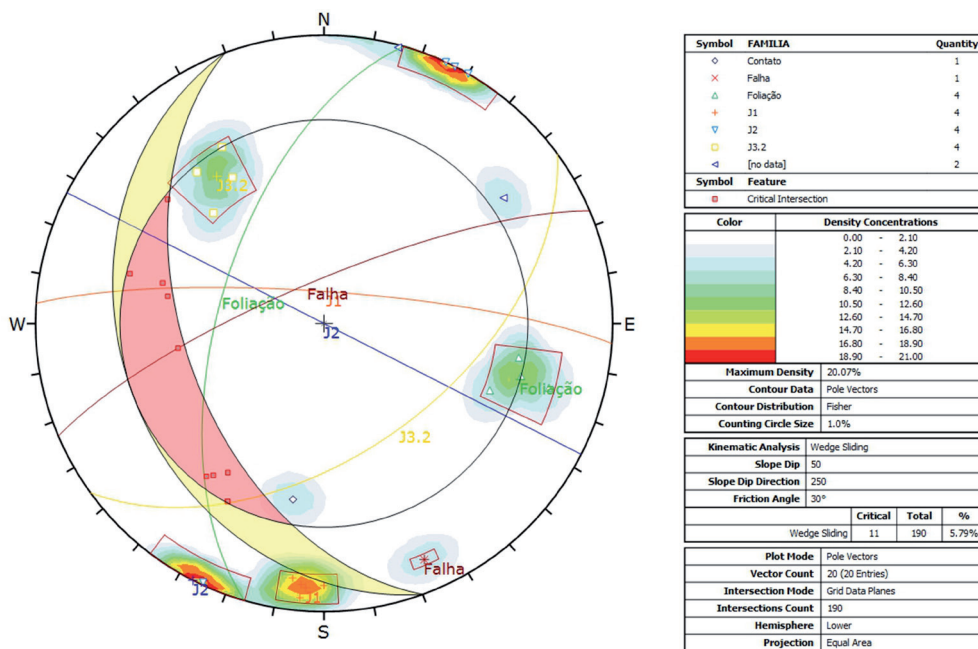 N
J3.2
Falha
Foliação
J1
W
E
J2
Foliação
J3.2
Falha
J2
J1
S
Symbol FAMILIA Quantity
Contato 1
Falha 1
Foliação 4
J1 4
J2 4
J3.2 4
[no data] 2
Symbol Feature
Critical Intersection
Color Density Concentrations
0.00 - 2.10
2.10 - 4.20
4.20 - 6.30
6.30 - 8.40
8.40 - 10.50
10.50 - 12.60
12.60 - 14.70
14.70 - 16.80
16.80 - 18.90
18.90 - 21.00
Maximum Density 20.07%
Contour Data Pole Vectors
Contour Distribution Fisher
Counting Circle Size 1.0%
Kinematic Analysis Wedge Sliding
Slope Dip 50
Slope Dip Direction 250
Friction Angle 30°
Critical Total %
Wedge Sliding 11 190 5.79%
Plot Mode Pole Vectors
Vector Count 20 (20 Entries)
Intersection Mode Grid Data Planes
Intersections Count 190
Hemisphere Lower
Projection Equal Area